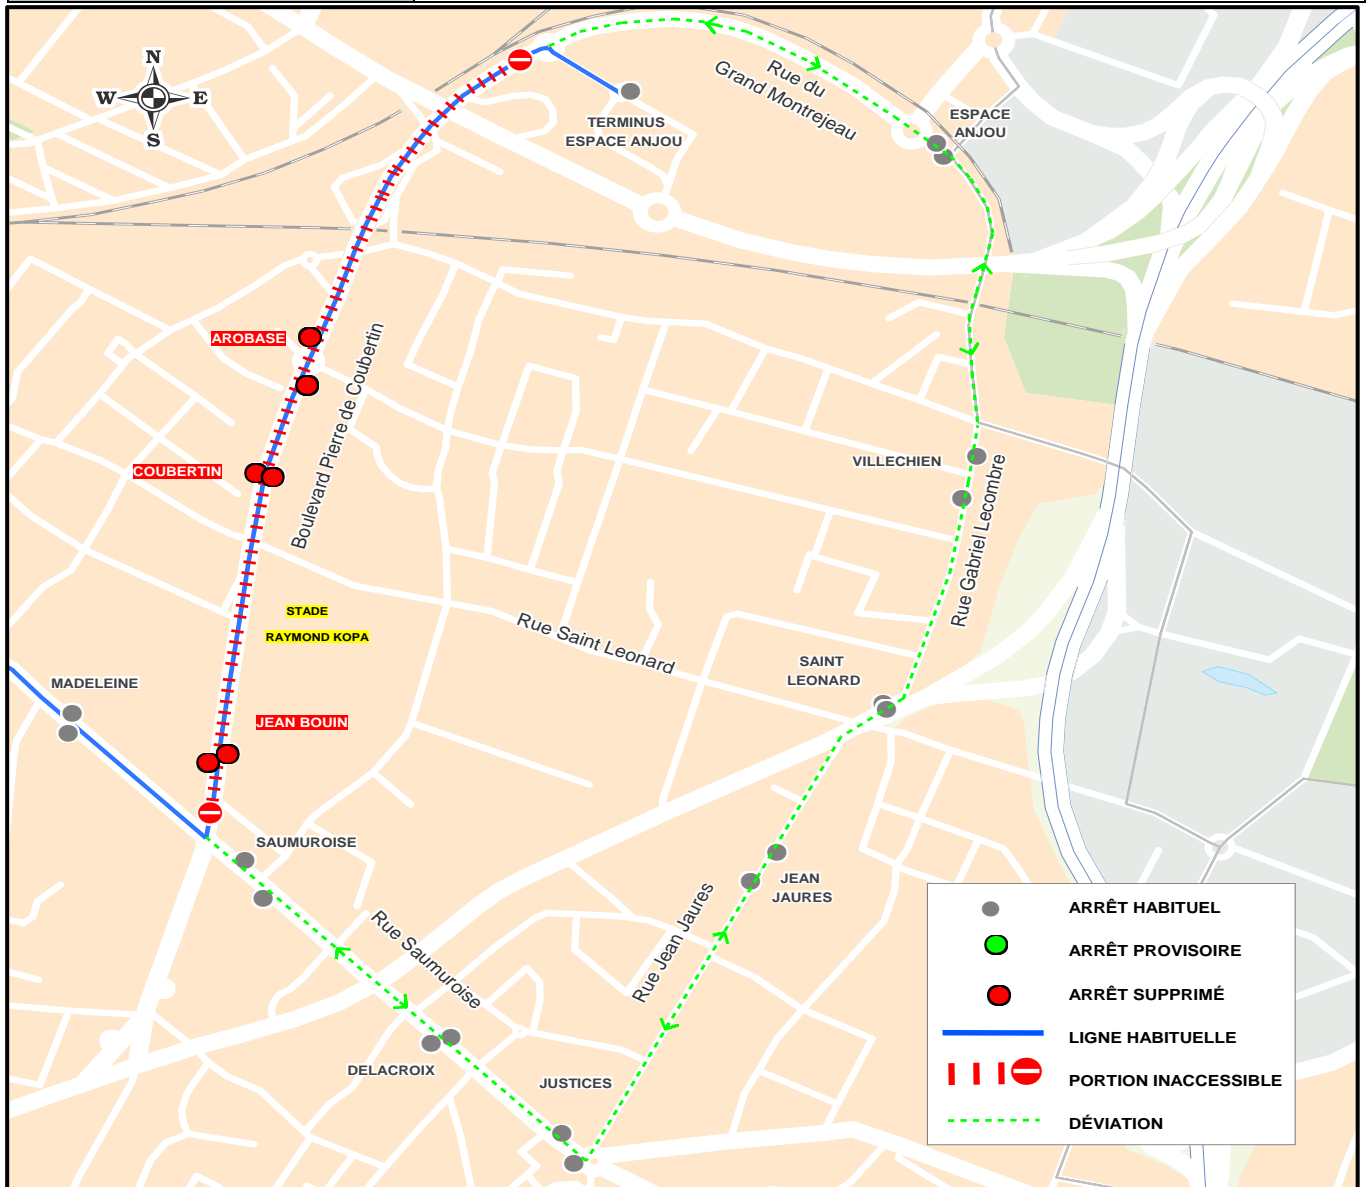 N
W E
S
Rue du
Grand Montrejeau
TERMINUS
ESPACE ANJOU
ESPACE
ANJOU
AROBASE
Boulevard Pierre de Coubertin
COUBERTIN
VILLECHIEN
Rue Gabriel Lecombre
STADE
RAYMOND KOPA
Rue Saint Leonard
SAINT
LEONARD
MADELEINE
JEAN BOUIN
SAUMUROISE
JEAN
JAURES
Rue Saumuroise
Rue Jean Jaures
DELACROIX
JUSTICES
ARRÊT HABITUEL
ARRÊT PROVISOIRE
ARRÊT SUPPRIMÉ
LIGNE HABITUELLE
PORTION INACCESSIBLE
DÉVIATION